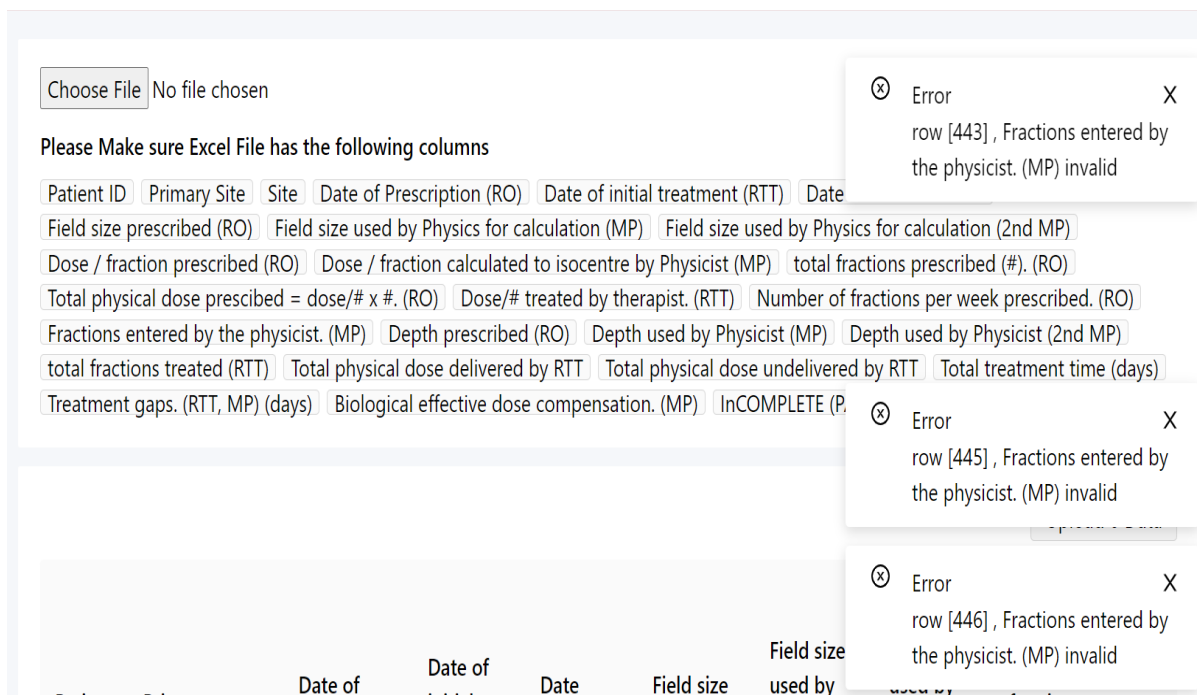 Choose File No file chosen
Please Make sure Excel File has the following columns
Patient ID Primary Site Site Date of Prescription (RO) Date of initial treatment (RTT) Date
Field size prescribed (RO) Field size used by Physics for calculation (MP) Field size used by Physics for calculation (2nd MP)
Dose / fraction prescribed (RO) Dose / fraction calculated to isocentre by Physicist (MP) total fractions prescribed (#). (RO)
Total physical dose prescibed = dose/# x #. (RO) Dose/# treated by therapist. (RTT) Number of fractions per week prescribed. (RO)
Fractions entered by the physicist. (MP) Depth prescribed (RO) Depth used by Physicist (MP) Depth used by Physicist (2nd MP)
total fractions treated (RTT) Total physical dose delivered by RTT Total physical dose undelivered by RTT Total treatment time (days)
Treatment gaps. (RTT, MP) (days) Biological effective dose compensation. (MP) InCOMPLETE
Error X
row [443] , Fractions entered by
the physicist. (MP) invalid
Error X
row [445] , Fractions entered by
the physicist. (MP) invalid
Error X
row [446] , Fractions entered by
the physicist. (MP) invalid
Date of
Date of
Date
Field size
Field size
used by
used by